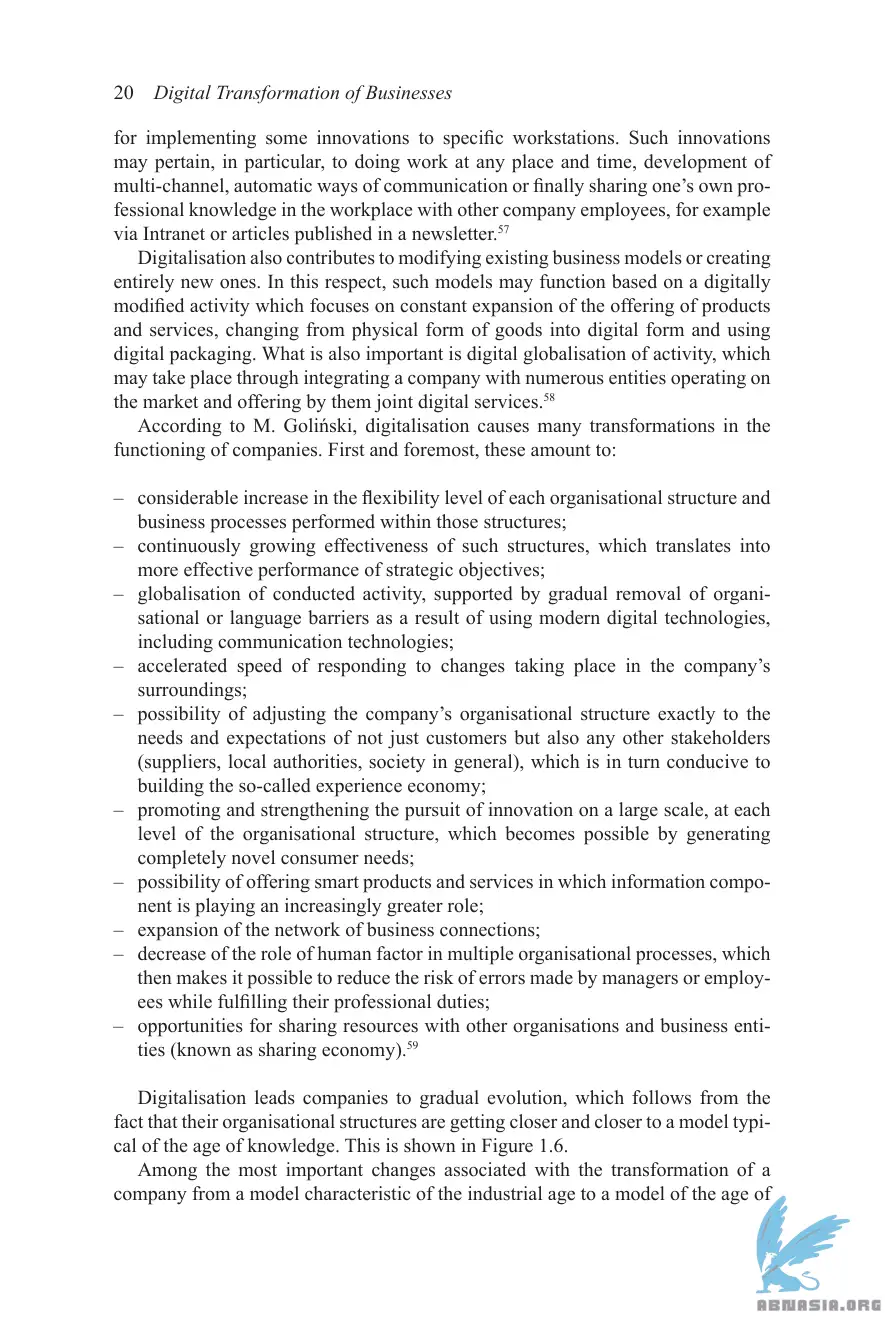 20 Digital Transformation of Businesses
for implementing some innovations to specific workstations. Such innovations
may pertain, in particular, to doing work at any place and time, development of
multi-channel, automatic ways of communication or finally sharing one’s own pro-
fessional knowledge in the workplace with other company employees, for example
via Intranet or articles published in a newsletter.57
Digitalisation also contributes to modifying existing business models or creating
entirely new ones. In this respect, such models may function based on a digitally
modified activity which focuses on constant expansion of the offering of products
and services, changing from physical form of goods into digital form and using
digital packaging. What is also important is digital globalisation of activity, which
may take place through integrating a company with numerous entities operating on
the market and offering by them joint digital services.58
According to M. Goliński, digitalisation causes many transformations in the
functioning of companies. First and foremost, these amount to:
– considerable increase in the flexibility level of each organisational structure and
business processes performed within those structures;
– continuously growing effectiveness of such structures, which translates into
more effective performance of strategic objectives;
– globalisation of conducted activity, supported by gradual removal of organi-
sational or language barriers as a result of using modern digital technologies,
including communication technologies;
– accelerated speed of responding to changes taking place in the company’s
surroundings;
– possibility of adjusting the company’s organisational structure exactly to the
needs and expectations of not just customers but also any other stakeholders
(suppliers, local authorities, society in general), which is in turn conducive to
building the so-called experience economy;
– promoting and strengthening the pursuit of innovation on a large scale, at each
level of the organisational structure, which becomes possible by generating
completely novel consumer needs;
– possibility of offering smart products and services in which information compo-
nent is playing an increasingly greater role;
– expansion of the network of business connections;
– decrease of the role of human factor in multiple organisational processes, which
then makes it possible to reduce the risk of errors made by managers or employ-
ees while fulfilling their professional duties;
– opportunities for sharing resources with other organisations and business enti-
ties (known as sharing economy).59
Digitalisation leads companies to gradual evolution, which follows from the
fact that their organisational structures are getting closer and closer to a model typi-
cal of the age of knowledge. This is shown in Figure 1.6.
Among the most important changes associated with the transformation of a
company from a model characteristic of the industrial age to a model of the age of
ABNASIA.ORG